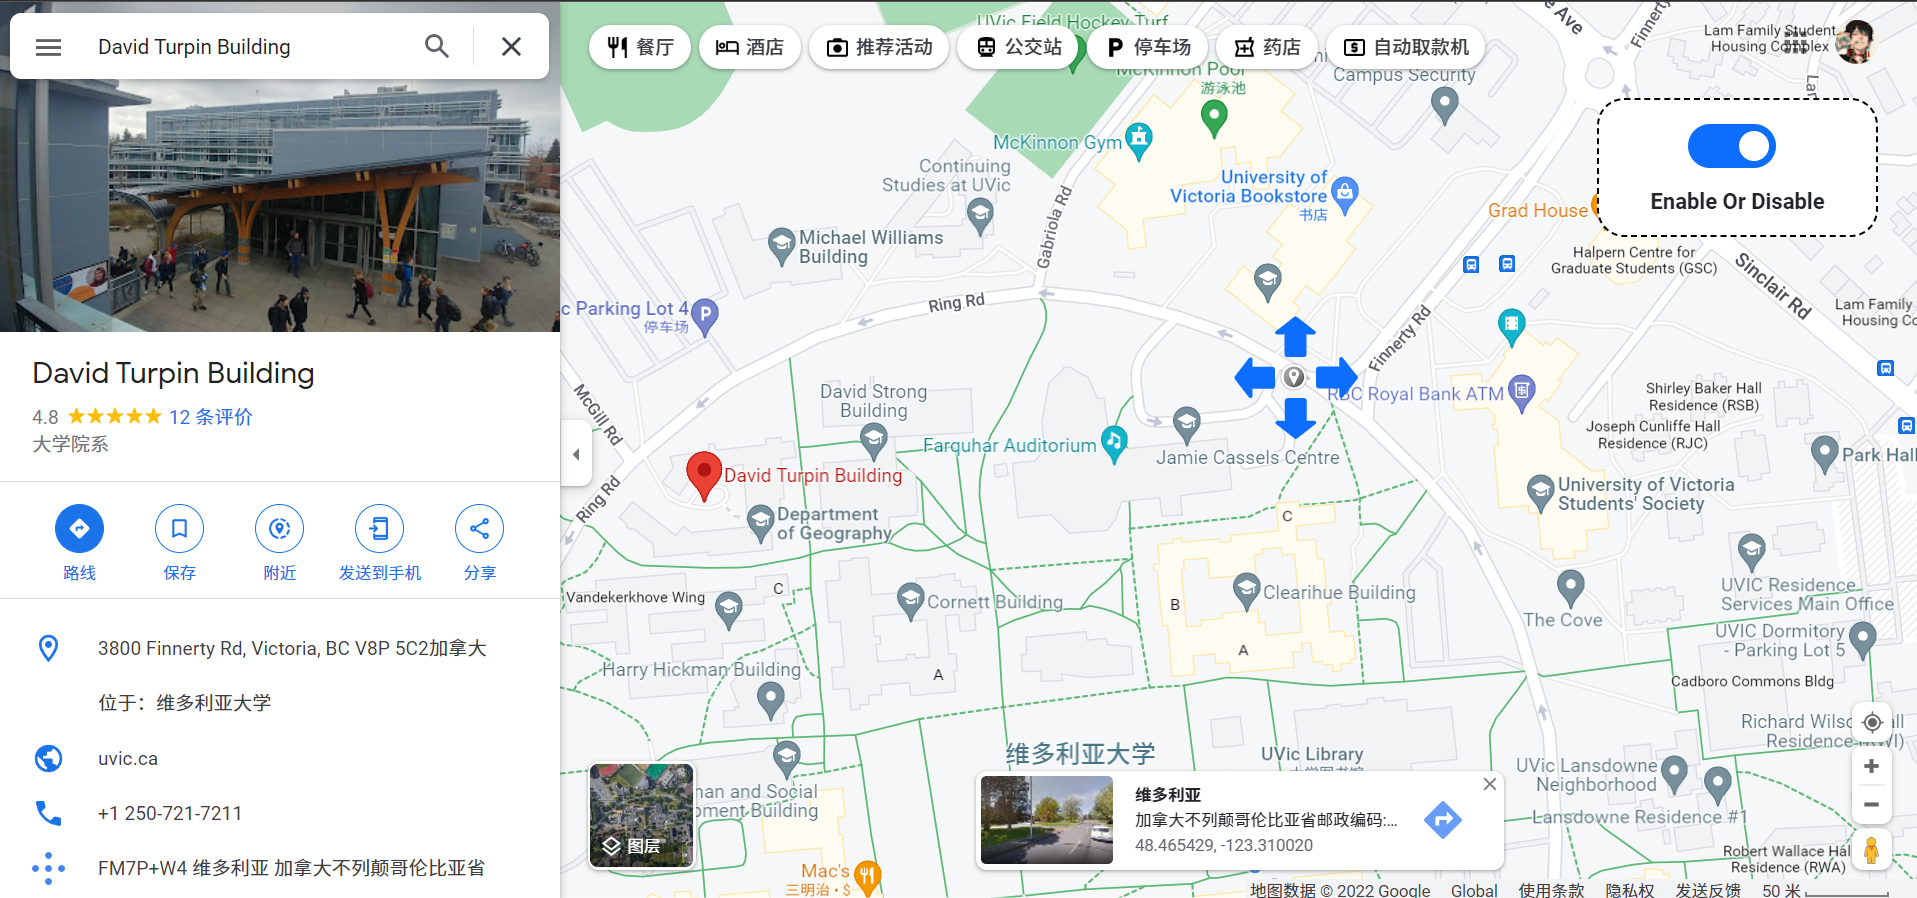 David Turpin Building
餐厅
酒店
推荐活动
公交站
停车场
药店
自动取款机
David Turpin Building
4.8
12 条评价
大学院系
路线
保存
附近
发送到手机
分享
3800 Finnerty Rd, Victoria, BC V8P 5C2加拿大
位于：维多利亚大学
uvic.ca
+1 250-721-7211
FM7P+W4 维多利亚 加拿大不列颠哥伦比亚省
UVic Field Hockey Turf
McKinnon Pool
游泳池
Campus Security
Lam Family Student
Housing Complex
Finnerty
Enable Or Disable
McKinnon Gym
Continuing
Studies at UVic
University of
Victoria Bookstore
书店
Grad House
Michael Williams
Building
Gabriola Rd
Halpern Centre for
Graduate Students (GSC)
Sinclair Rd
Lam Family
Housing Co
c Parking Lot 4
停车场
Ring Rd
Finnerty Rd
McGill Rd
David Strong
Building
RBC Royal Bank ATM
Shirley Baker Hall
Residence (RSB)
Joseph Cunliffe Hall
Residence (RJC)
Farquhar Auditorium
Jamie Cassels Centre
Park Hall
David Turpin Building
Ring Rd
Department
of Geography
University of Victoria
Students' Society
C
Vandekerkhove Wing
C
Cornett Building
B
Clearihue Building
The Cove
UVIC Residence
Services Main Office
UVIC Dormitory
- Parking Lot 5
A
Harry Hickman Building
A
Cadboro Commons Bldg
维多利亚大学
UVic Library
UVic Lansdowne
Neighborhood
Lansdowne Residence #1
图层
维多利亚
加拿大不列颠哥伦比亚省邮政编码:...
48.465429, -123.310020
Robert Wallace Hal
Residence (RWA)
Mac's
三明治 · $
地图数据 © 2022 Google
Global
使用条款
隐私权
发送反馈
50 米